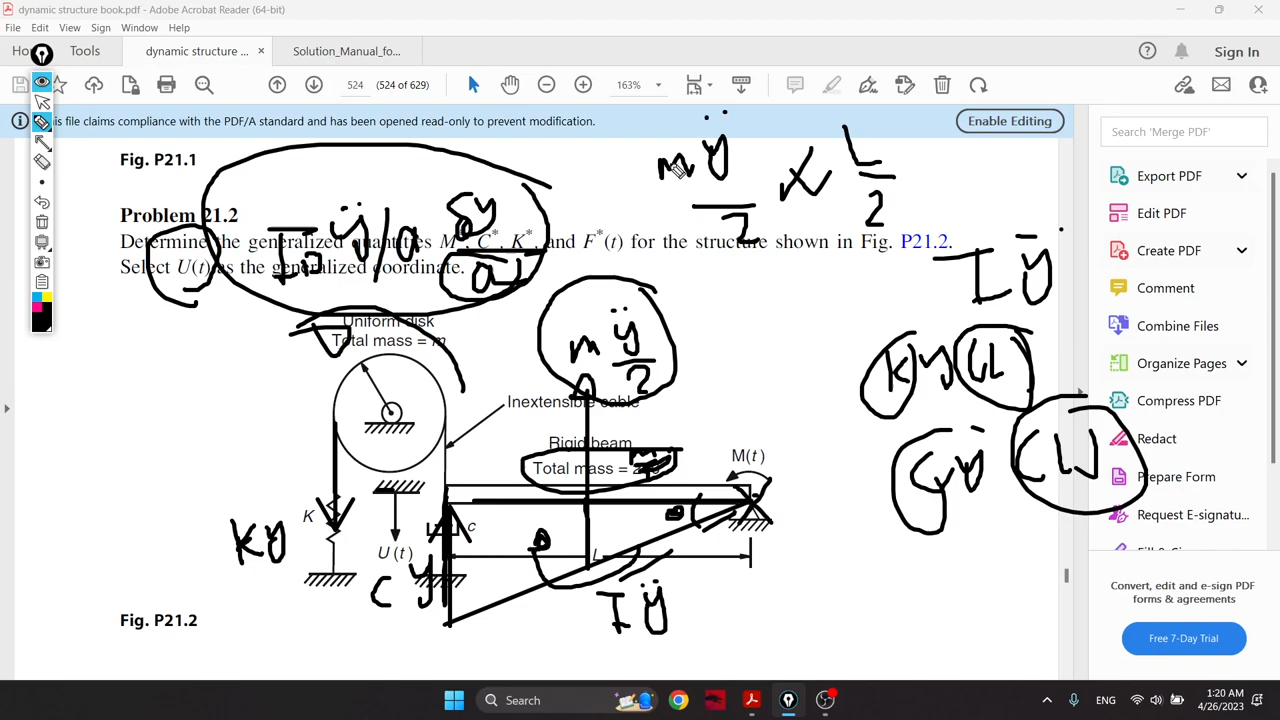 dynamic structure book.pdf - Adobe Acrobat Reader (64-bit)
File Edit View Sign Window Help
Tools dynamic structure ... × Solution_Manual_fo... Sign In
524 (524 of 629) 163%
file claims compliance with the PDF/A standard and has been opened read-only to prevent modification. Enable Editing
Fig. P21.1
m ÿ / 2 × L / 2
Problem 21.2
Determine the generalized quantities M*, C*, K*, and F*(t) for the structure shown in Fig. P21.2.
Select U(t) as the generalized coordinate.
ÿ/a δy
I ÿ
Uniform disk
Total mass = m
m ÿ / 2
K y
Inextensible cable
Rigid beam
Total mass =
M(t)
K
c
U(t)
L
Ky
c y
I ÿ
Fig. P21.2
Search 'Merge PDF'
Export PDF
Edit PDF
Create PDF
Comment
Combine Files
Organize Pages
Compress PDF
Redact
Prepare Form
Request E-signatu...
Convert, edit and e-sign PDF
forms & agreements
Free 7-Day Trial
Search
ENG
1:20 AM
4/26/2023